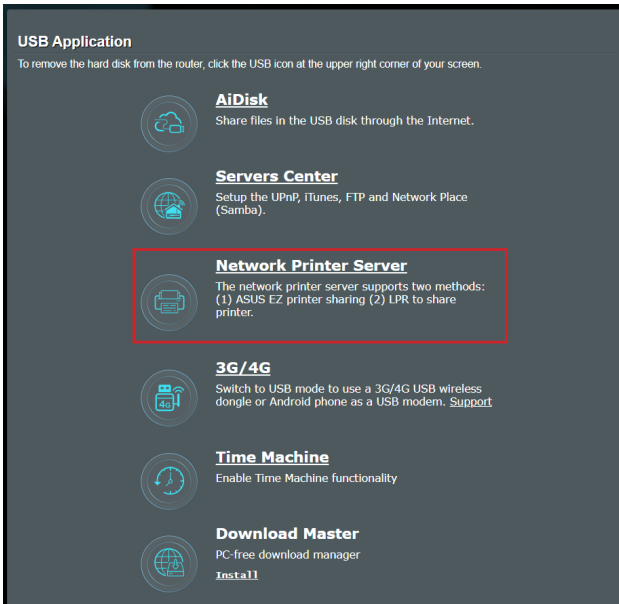 USB Application
To remove the hard disk from the router, click the USB icon at the upper right corner of your screen.
AiDisk
Share files in the USB disk through the Internet.
Servers Center
Setup the UPnP, iTunes, FTP and Network Place
(Samba).
Network Printer Server
The network printer server supports two methods:
(1) ASUS EZ printer sharing (2) LPR to share
printer.
3G/4G
Switch to USB mode to use a 3G/4G USB wireless
dongle or Android phone as a USB modem. Support
4G
Time Machine
Enable Time Machine functionality
Download Master
PC-free download manager
Install